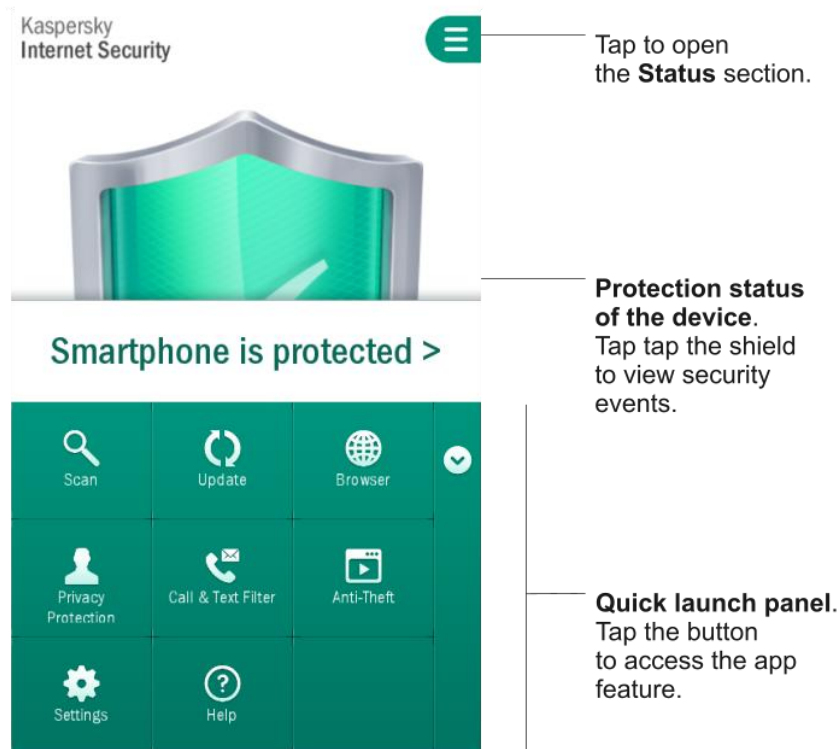 Kaspersky
Internet Security
Tap to open
the Status section.
Protection status
of the device.
Tap tap the shield
to view security
events.
Smartphone is protected >
Scan
Update
Browser
Privacy
Protection
Call & Text Filter
Anti-Theft
Settings
Help
Quick launch panel.
Tap the button
to access the app
feature.